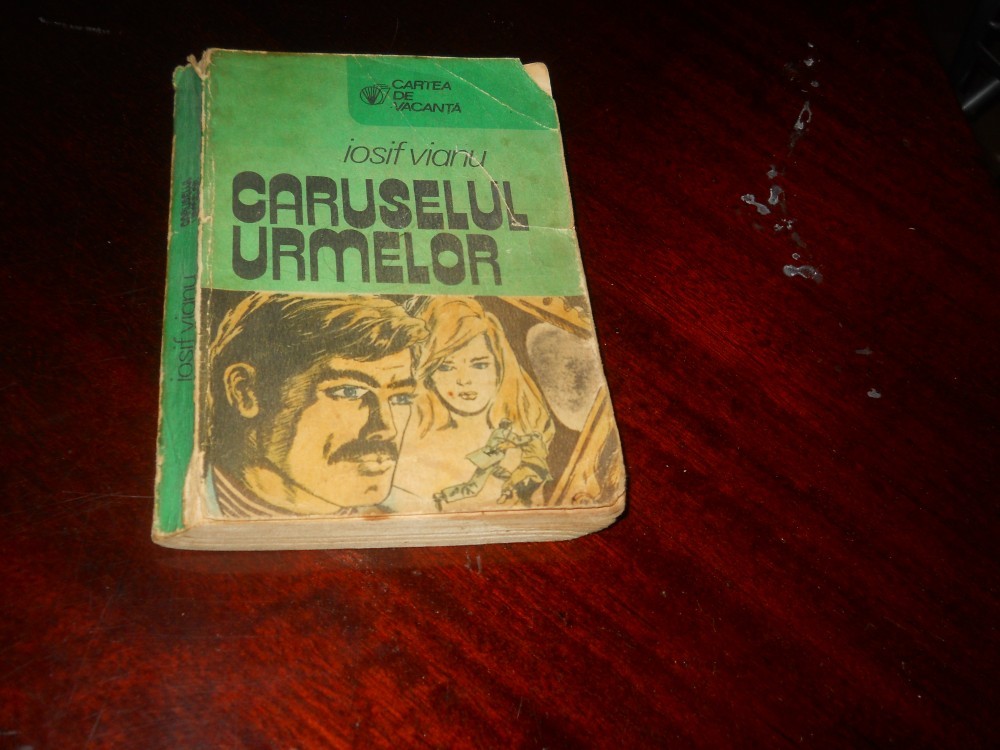 CARTEA
DE
VACANȚĂ
iosif vianu
CARUSELUL
URMELOR
iosif vianu